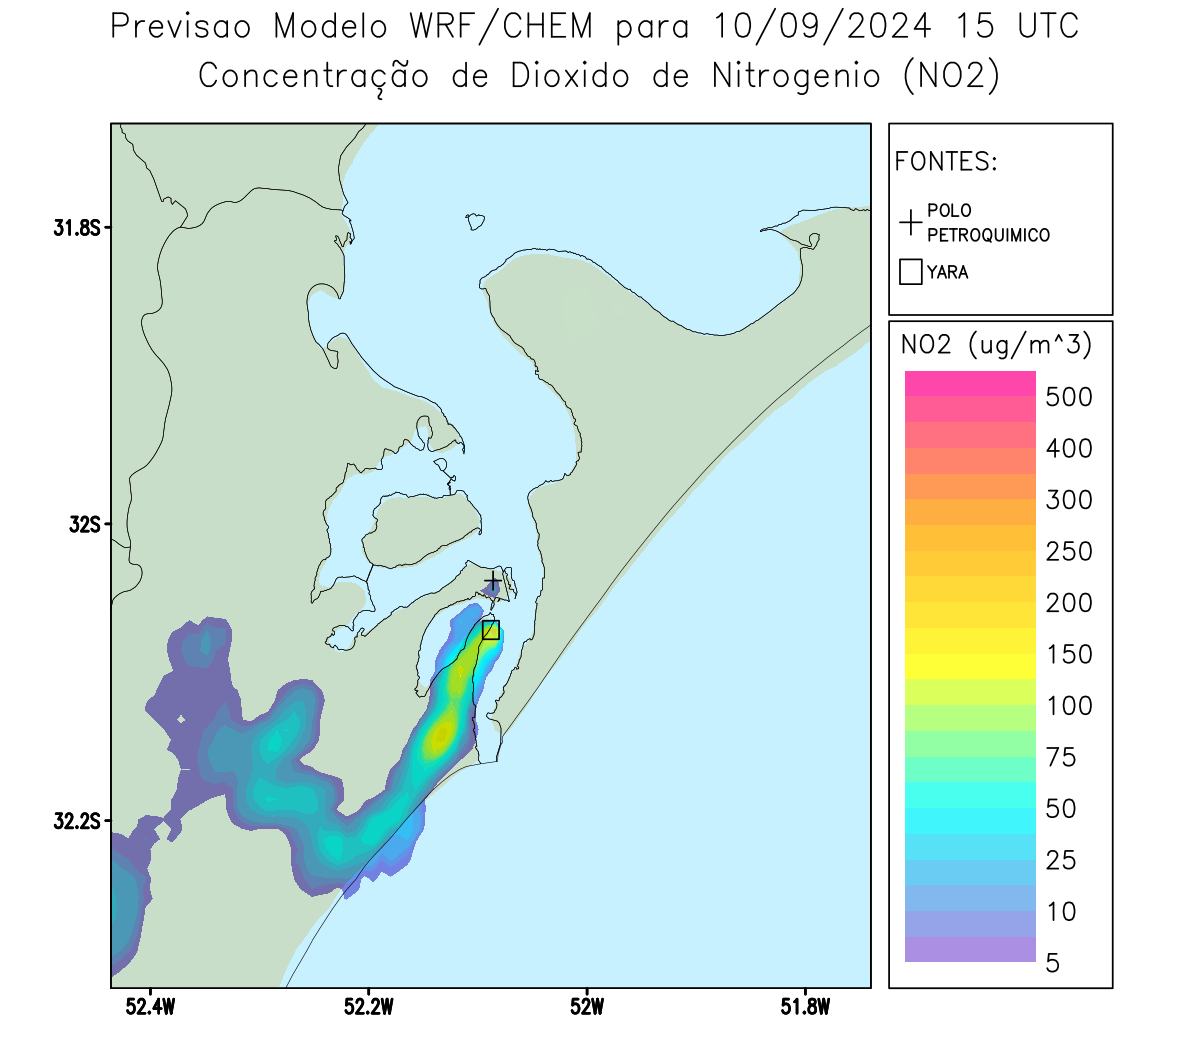 Previsao Modelo WRF/CHEM para 10/09/2024 15 UTC
Concentração de Dioxido de Nitrogenio (NO2)
FONTES:
POLO
PETROQUIMICO
YARA
NO2 (ug/m^3)
500
400
300
250
200
150
100
75
50
25
10
5
31.8S
32S
32.2S
52.4W
52.2W
52W
51.8W